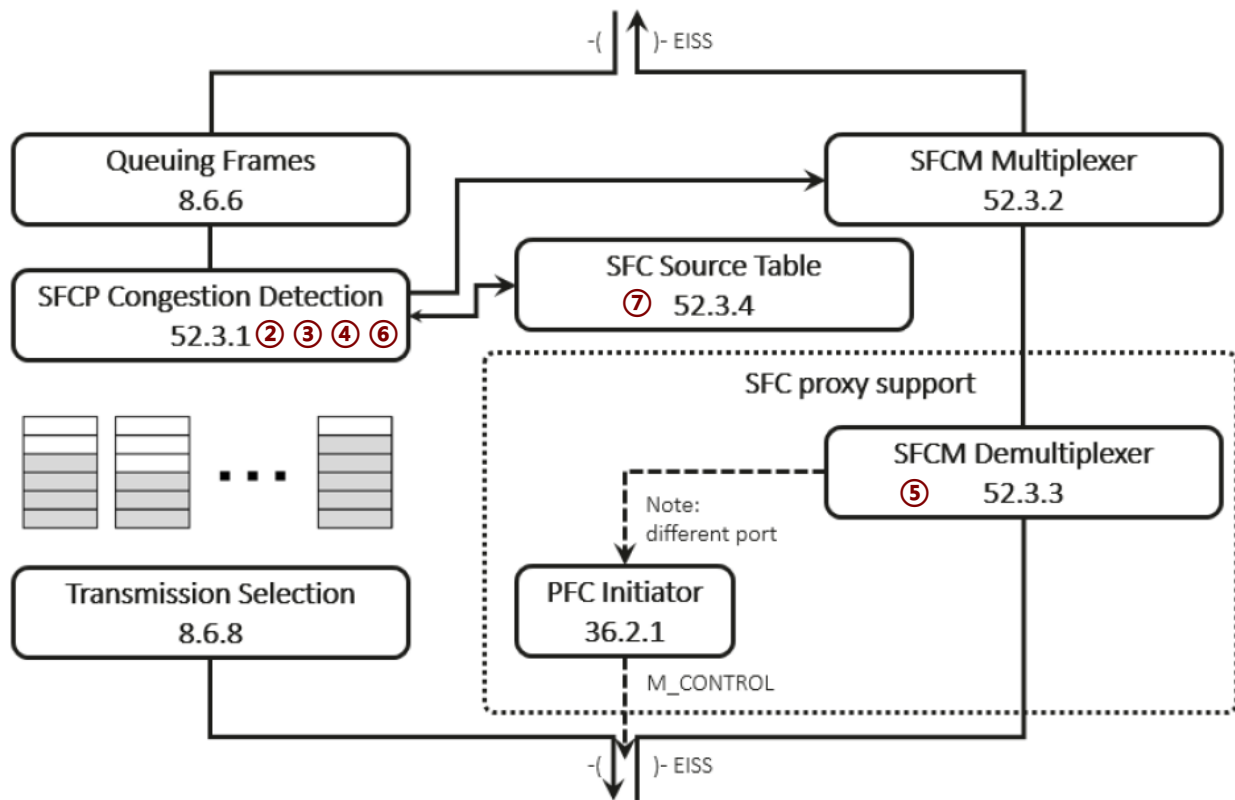 -( )- EISS
Queuing Frames
8.6.6
SFCM Multiplexer
52.3.2
SFCP Congestion Detection
52.3.1 ② ③ ④ ⑥
SFC Source Table
⑦ 52.3.4
SFC proxy support
SFCM Demultiplexer
⑤ 52.3.3
Note:
different port
Transmission Selection
8.6.8
PFC Initiator
36.2.1
M_CONTROL
-( )- EISS